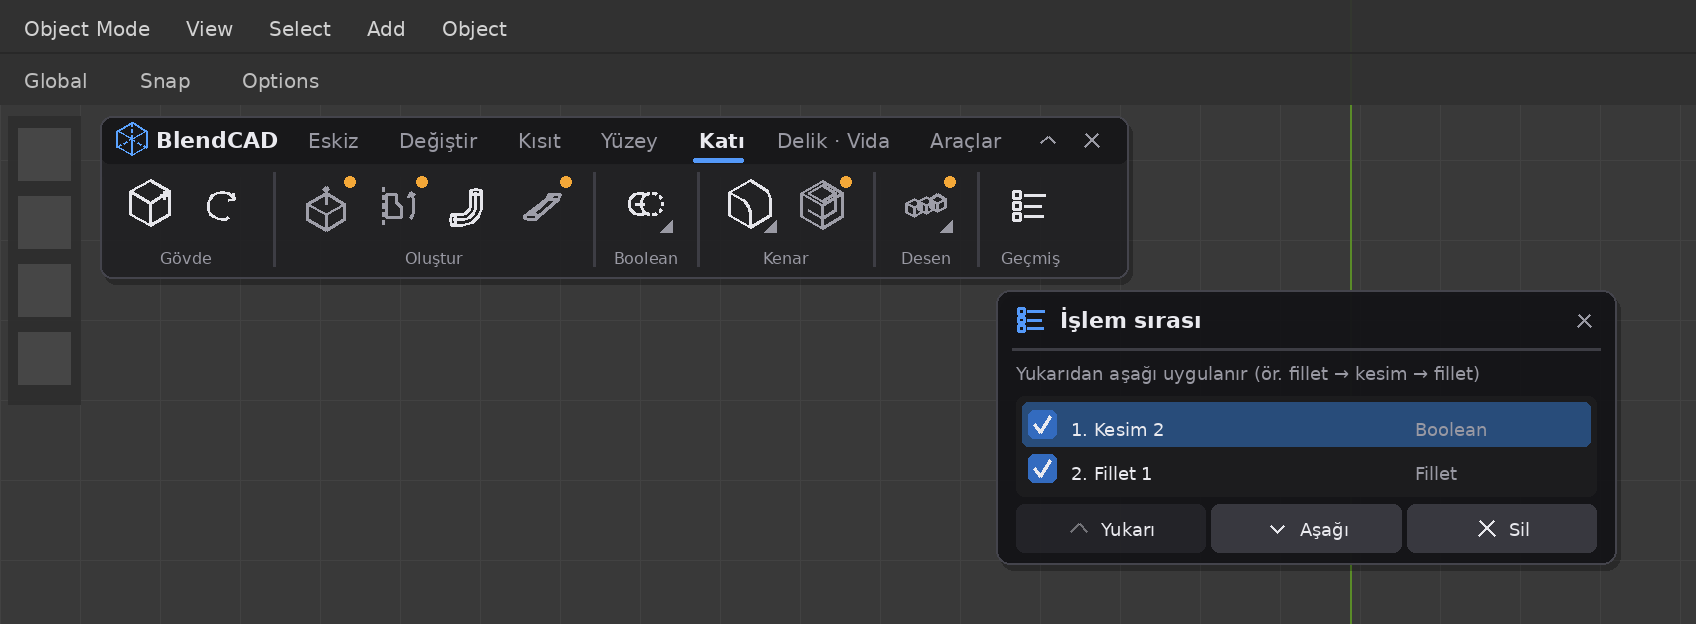 Object Mode View Select Add Object
Global Snap Options
BlendCAD Eskiz Değiştir Kısıt Yüzey Katı Delik · Vida Araçlar
Gövde Oluştur Boolean Kenar Desen Geçmiş
İşlem sırası
Yukarıdan aşağı uygulanır (ör. fillet → kesim → fillet)
1. Kesim 2 Boolean
2. Fillet 1 Fillet
Yukarı Aşağı Sil